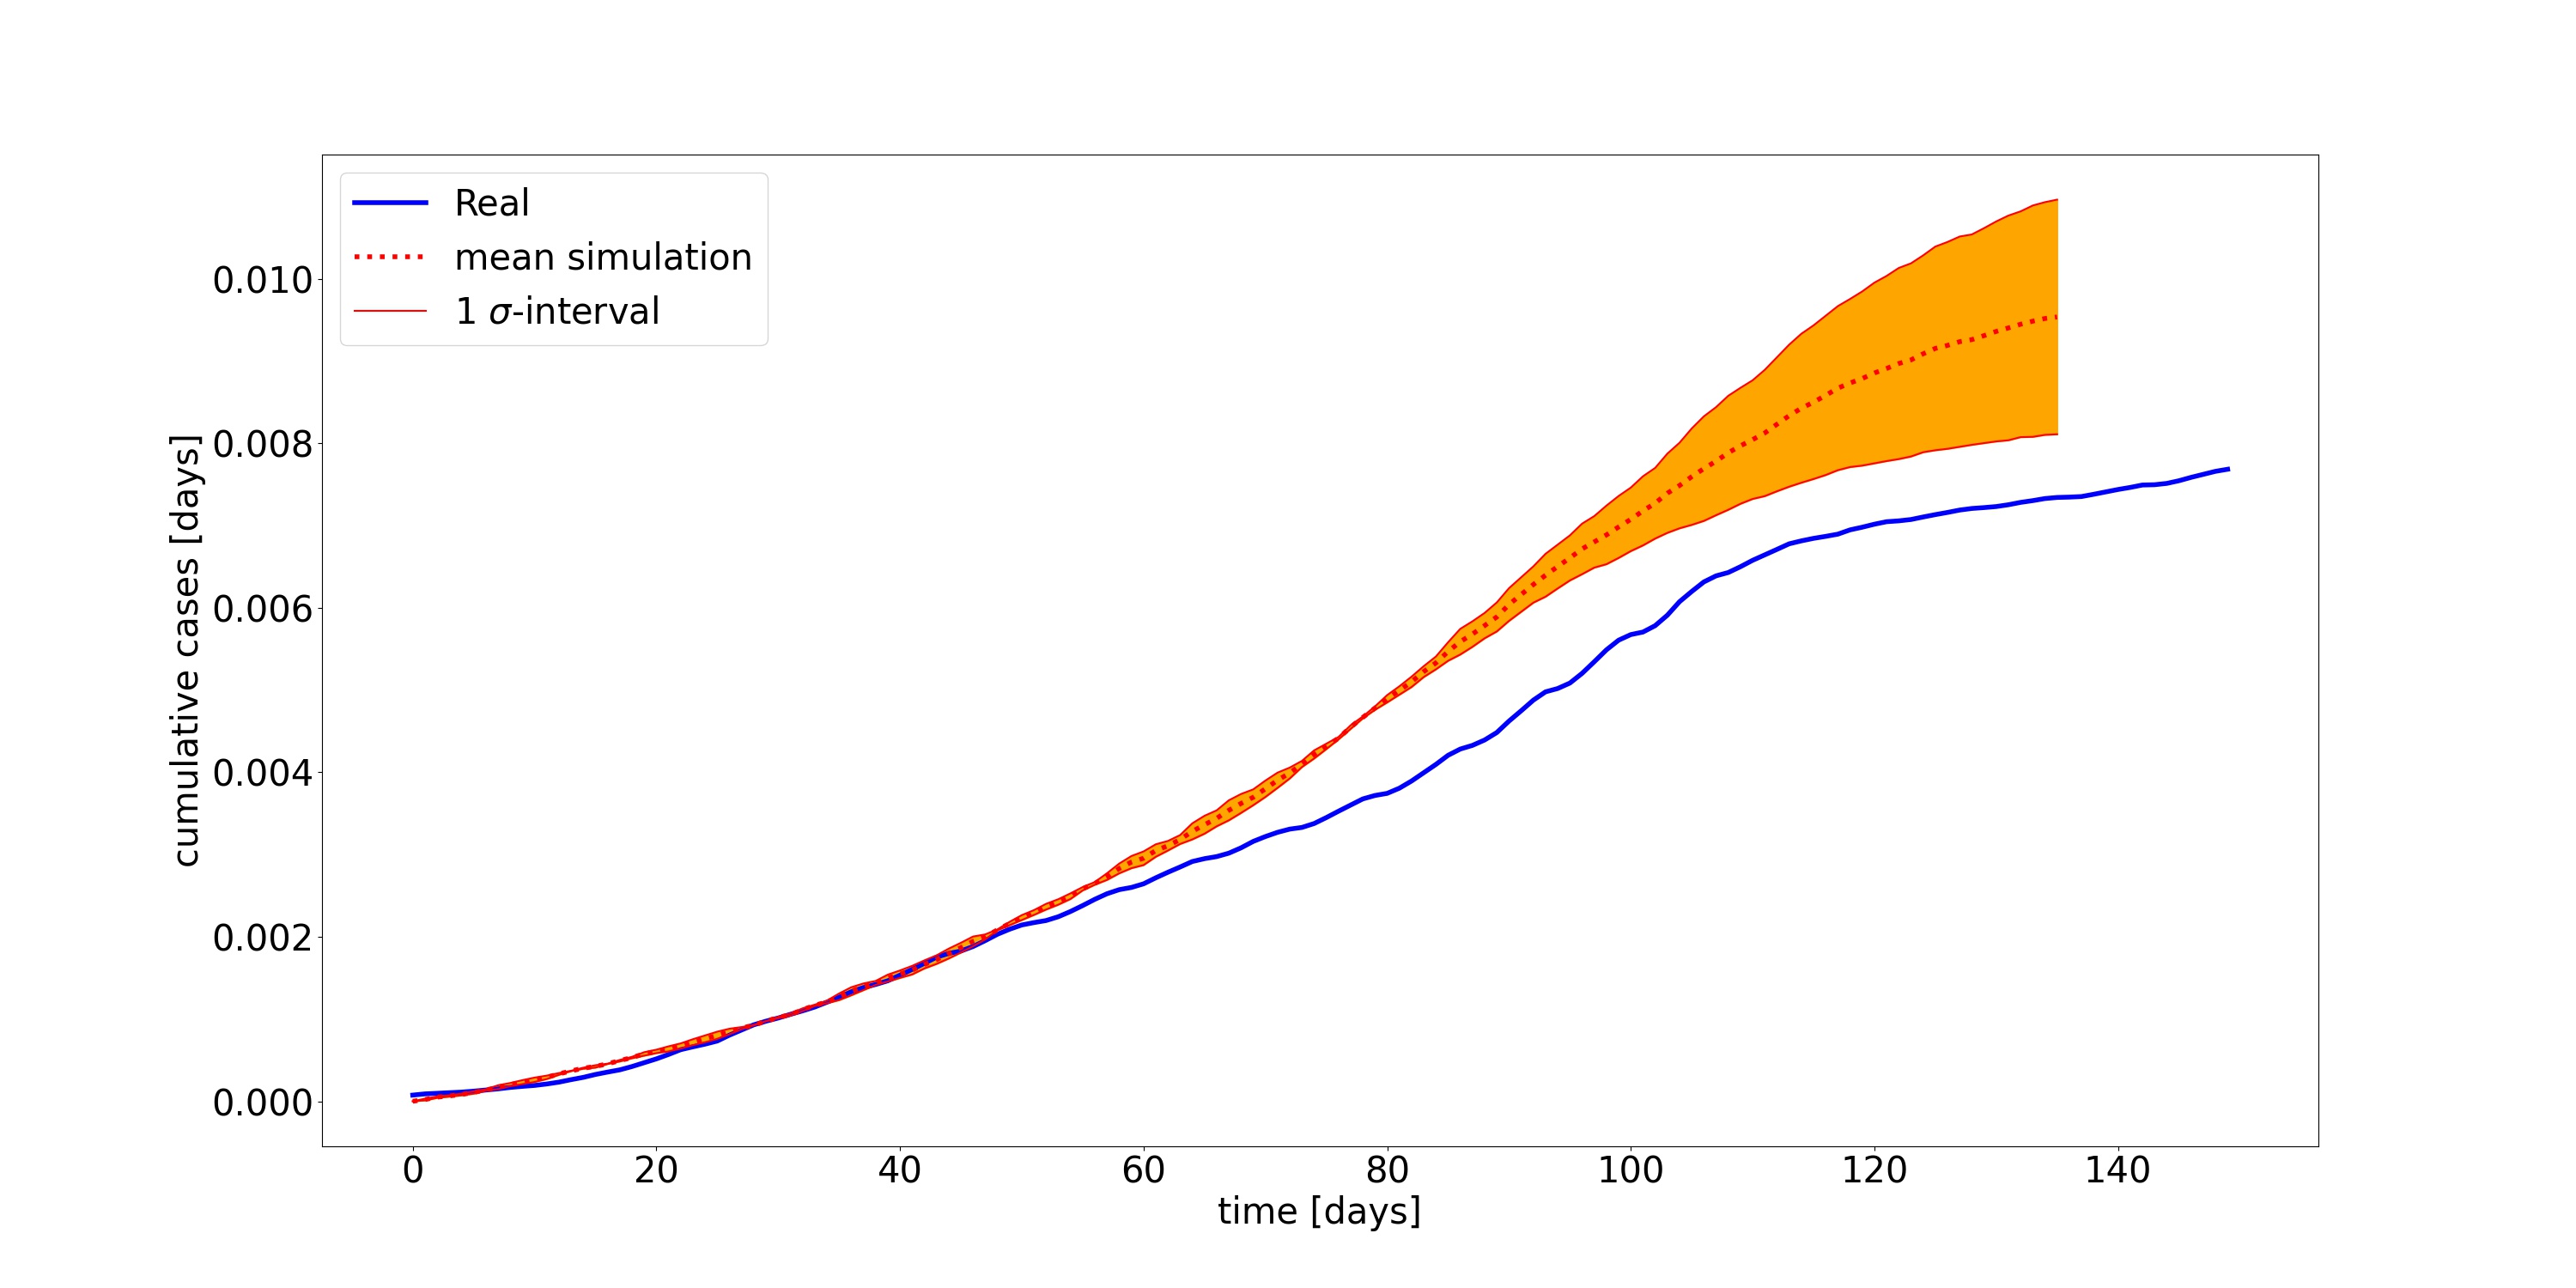 Real
mean simulation
1 σ-interval
0.010
0.008
0.006
0.004
0.002
0.000
cumulative cases [days]
0 20 40 60 80 100 120 140
time [days]